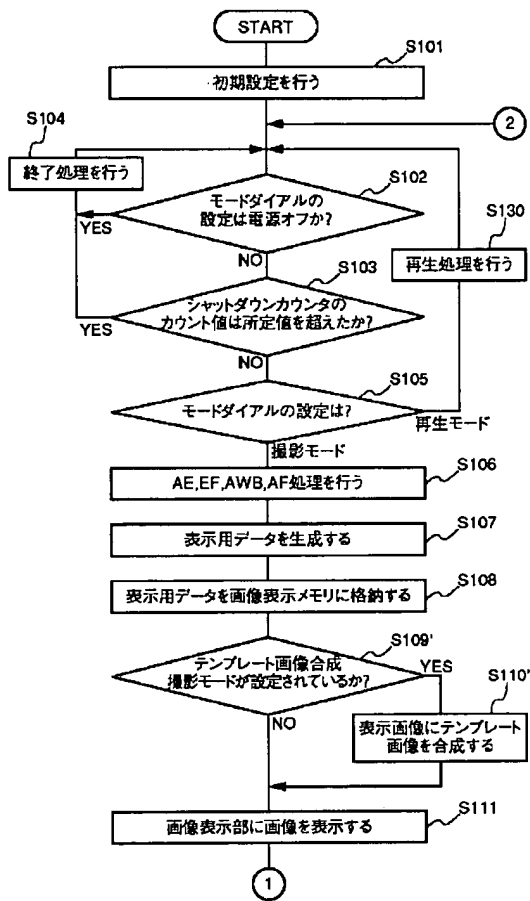 START
S101
初期設定を行う
2
S104
終了処理を行う
S102
モードダイアルの
設定は電源オフか?
YES
NO
S130
再生処理を行う
S103
シャットダウンカウンタの
カウント値は所定値を超えたか?
YES
NO
S105
モードダイアルの設定は?
再生モード
撮影モード
S106
AE,EF,AWB,AF処理を行う
S107
表示用データを生成する
S108
表示用データを画像表示メモリに格納する
S109'
テンプレート画像合成
撮影モードが設定されているか?
YES
NO
S110'
表示画像にテンプレート
画像を合成する
S111
画像表示部に画像を表示する
1